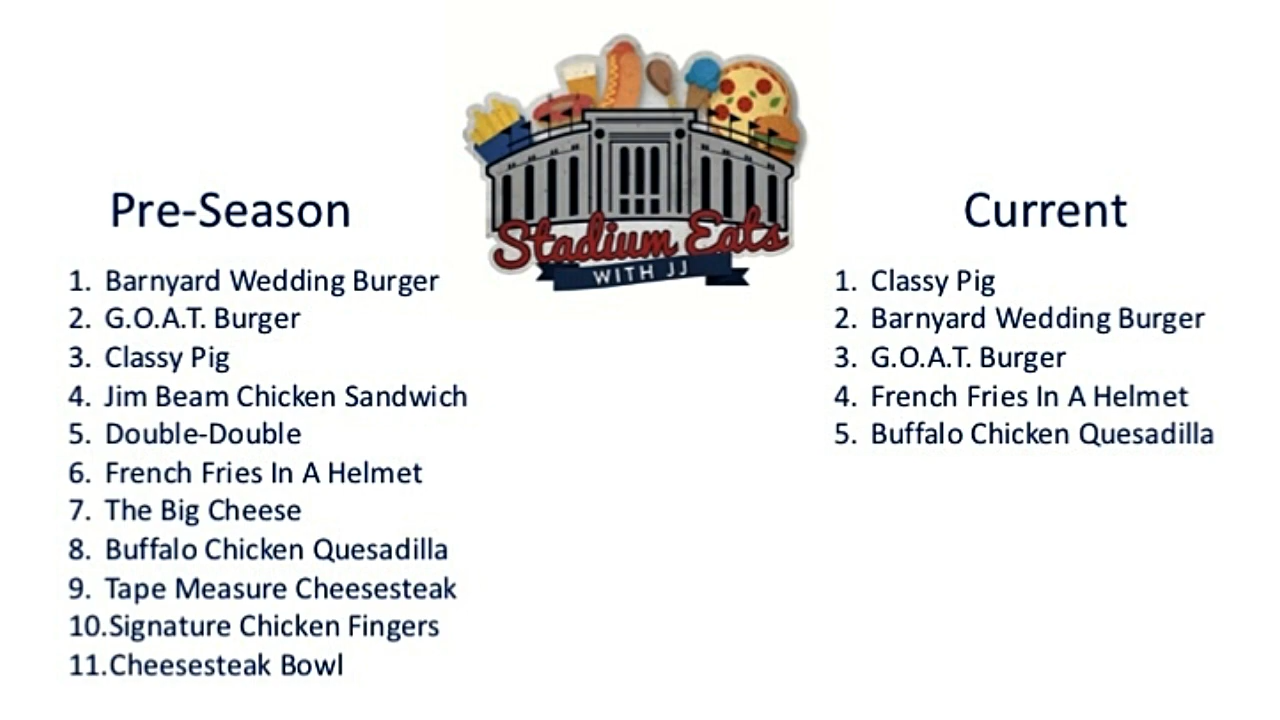 Stadium Eats
WITH JJ
Pre-Season
1. Barnyard Wedding Burger
2. G.O.A.T. Burger
3. Classy Pig
4. Jim Beam Chicken Sandwich
5. Double-Double
6. French Fries In A Helmet
7. The Big Cheese
8. Buffalo Chicken Quesadilla
9. Tape Measure Cheesesteak
10.Signature Chicken Fingers
11.Cheesesteak Bowl
Current
1. Classy Pig
2. Barnyard Wedding Burger
3. G.O.A.T. Burger
4. French Fries In A Helmet
5. Buffalo Chicken Quesadilla